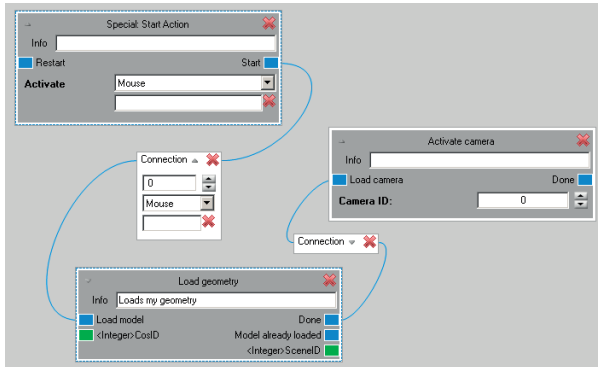 Special: Start Action
Info
Restart Start
Activate Mouse
Connection
0
Mouse
Activate camera
Info
Load camera Done
Camera ID: 0
Connection
Load geometry
Info Loads my geometry
Load model Done
<Integer>CosID Model already loaded
<Integer>SceneID